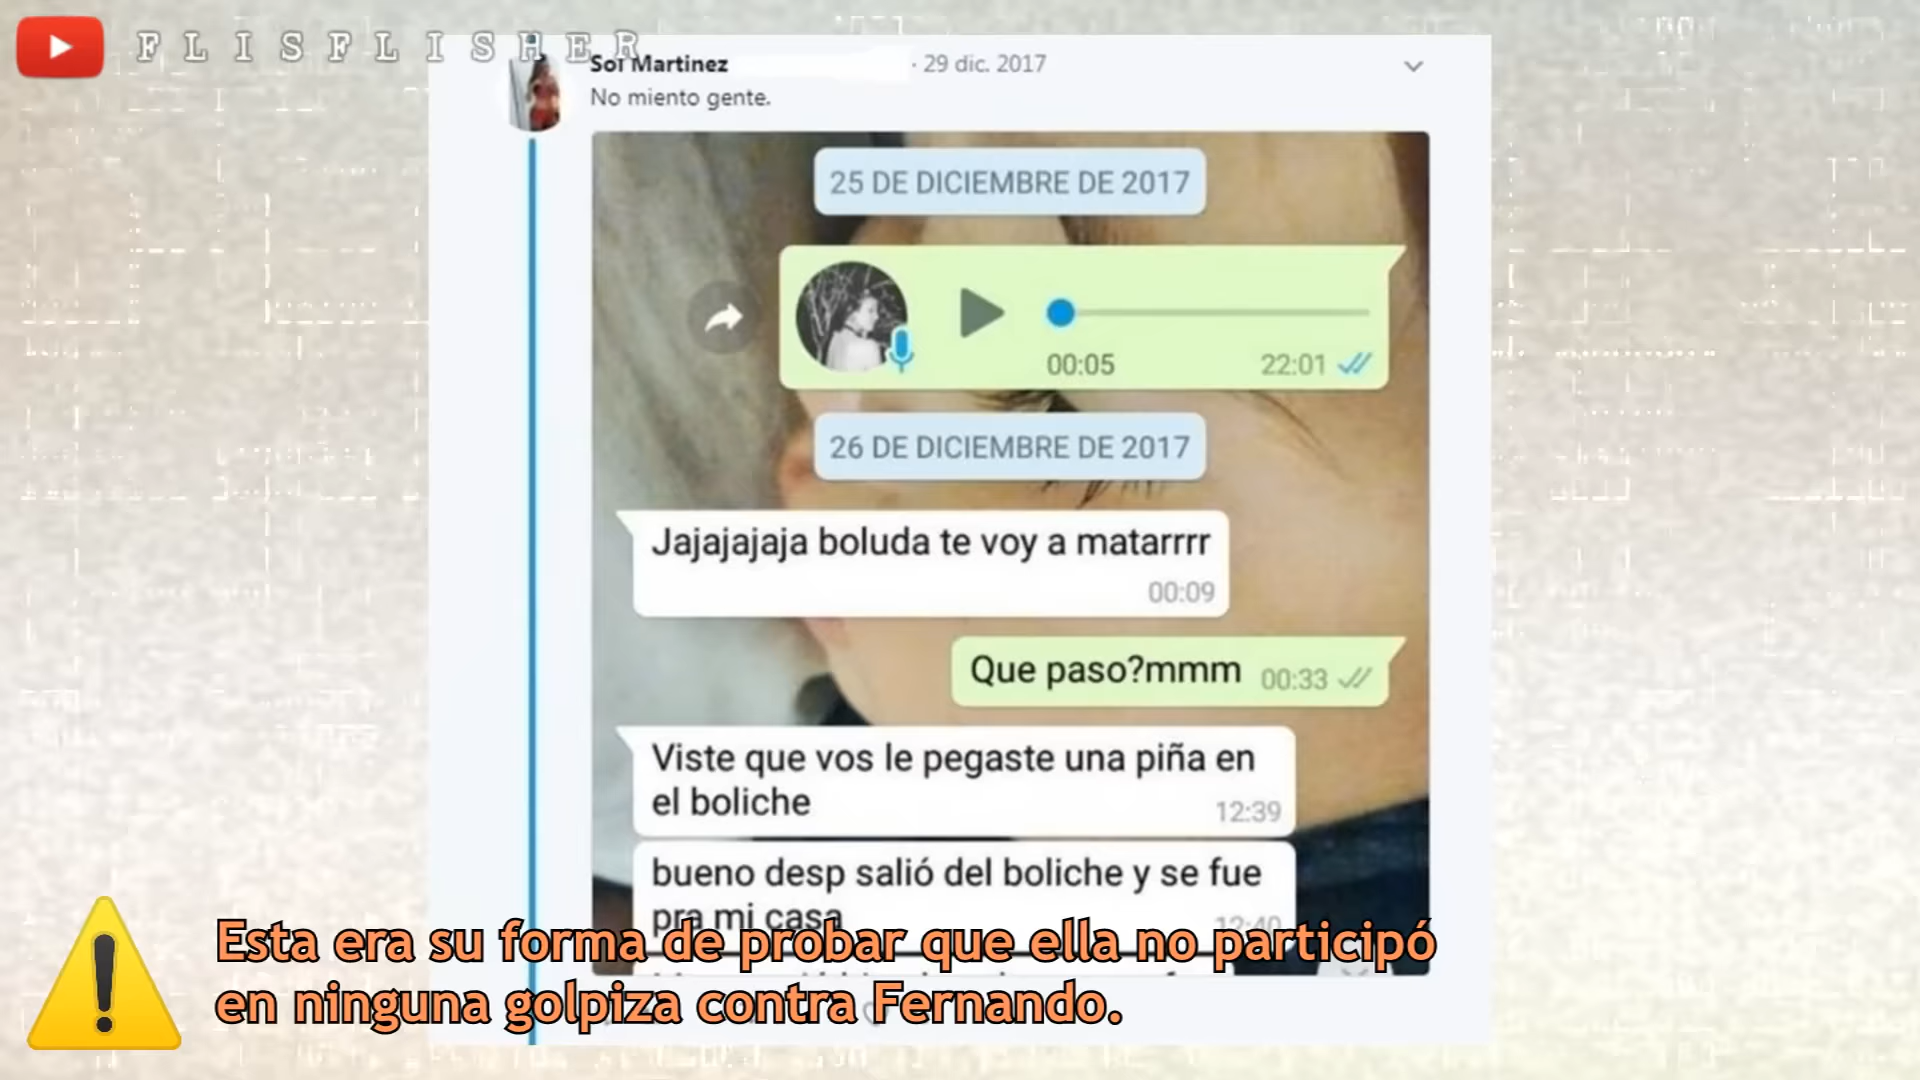 FLISFLISHER
Sol Martinez · 29 dic. 2017
No miento gente.
25 DE DICIEMBRE DE 2017
00:05 22:01
26 DE DICIEMBRE DE 2017
Jajajajaja boluda te voy a matarrrr
00:09
Que paso?mmm 00:33
Viste que vos le pegaste una piña en
el boliche 12:39
bueno desp salió del boliche y se fue
pra mi casa 12:40
Esta era su forma de probar que ella no participó
en ninguna golpiza contra Fernando.